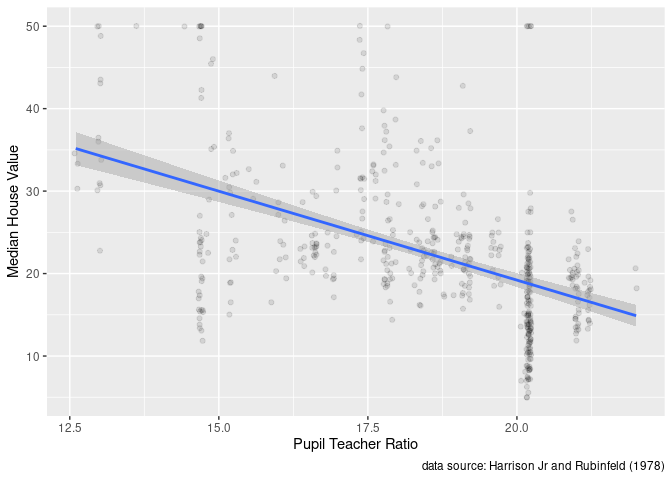 50
40
30
20
10
Median House Value
12.5 15.0 17.5 20.0
Pupil Teacher Ratio
data source: Harrison Jr and Rubinfeld (1978)